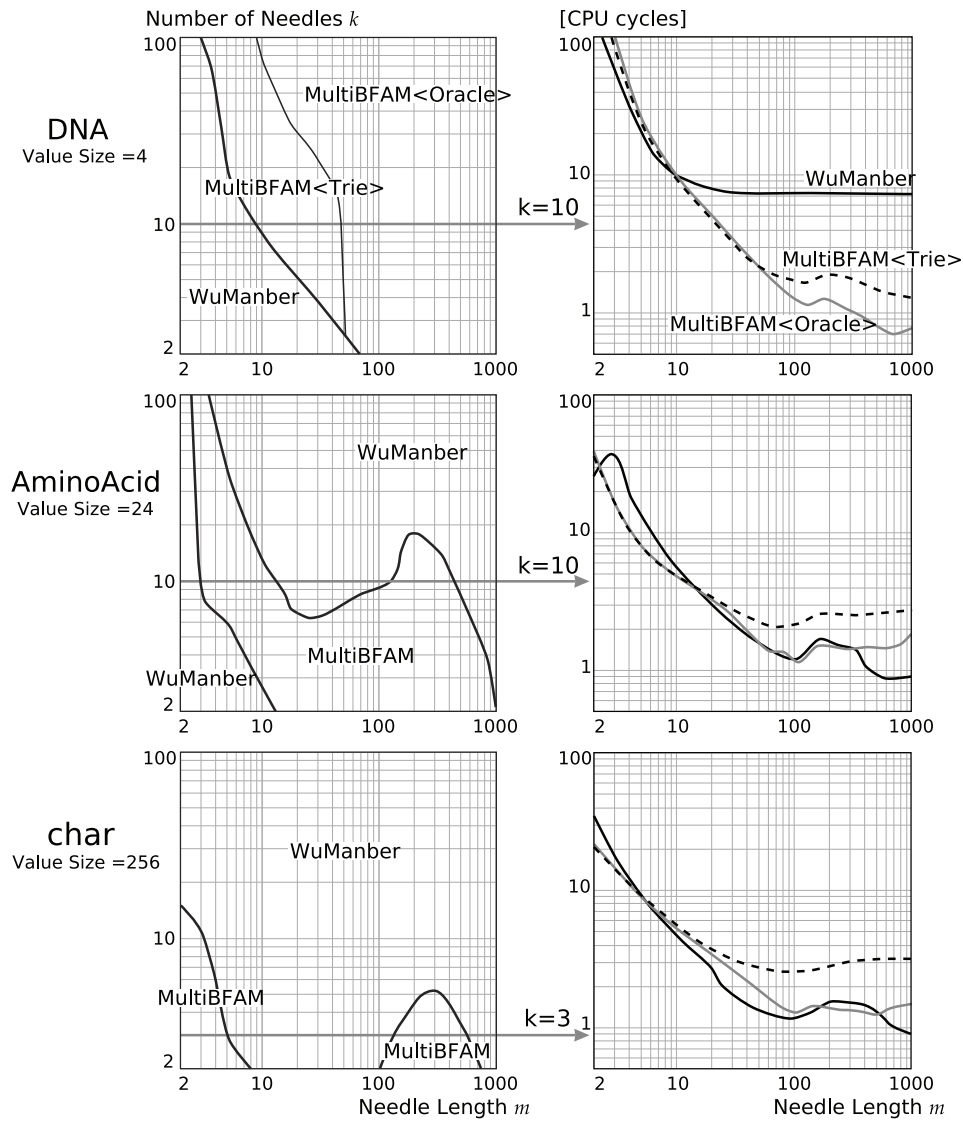 Number of Needles k
[CPU cycles]
DNA
Value Size =4
100
10
2
2 10 100 1000
MultiBFAM<Oracle>
MultiBFAM<Trie>
WuManber
k=10
100
10
1
2 10 100 1000
WuManber
MultiBFAM<Trie>
MultiBFAM<Oracle>
AminoAcid
Value Size =24
100
10
2
2 10 100 1000
WuManber
MultiBFAM
WuManber
k=10
100
10
1
2 10 100 1000
char
Value Size =256
100
10
2
2 10 100 1000
WuManber
MultiBFAM
MultiBFAM
k=3
100
10
1
2 10 100 1000
Needle Length m
Needle Length m